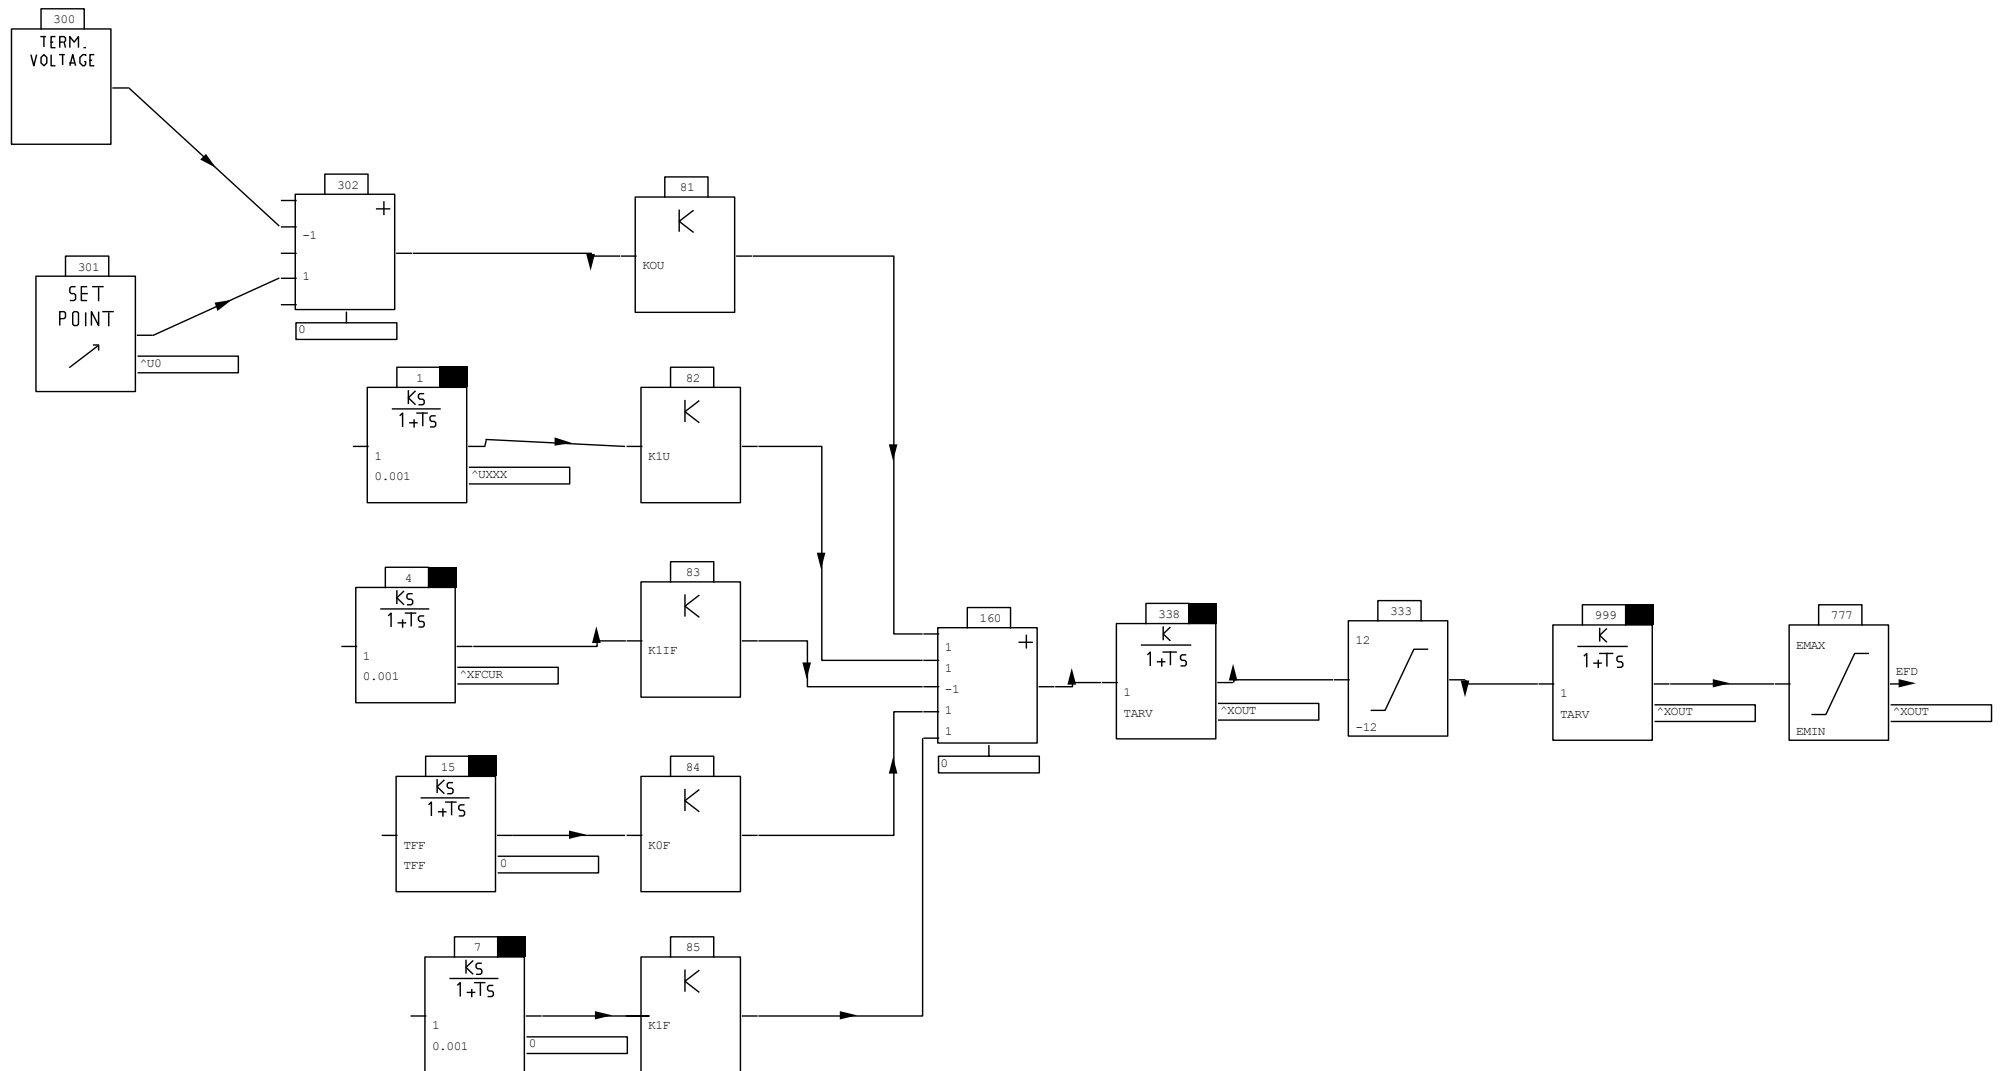 300
TERM.
VOLTAGE
302
+
-1
1
0
81
K
KOU
301
SET
POINT
^U0
1
Ks
1+Ts
1
0.001
^UXXX
82
K
K1U
4
Ks
1+Ts
1
0.001
^XFCUR
83
K
K1IF
160
+
1
1
-1
1
1
0
338
K
1+Ts
1
TARV
^XOUT
333
12
-12
999
K
1+Ts
1
TARV
^XOUT
777
EMAX
EMIN
EFD
^XOUT
15
Ks
1+Ts
TFF
TFF
0
84
K
K0F
7
Ks
1+Ts
1
0.001
0
85
K
K1F